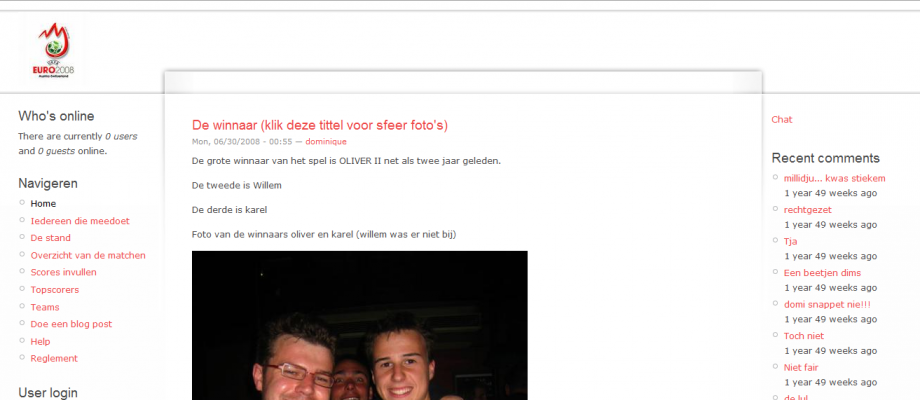 UEFA
EURO2008
Austria-Switzerland
Who's online
There are currently 0 users
and 0 guests online.
Navigeren
Home
Iedereen die meedoet
De stand
Overzicht van de matchen
Scores invullen
Topscorers
Teams
Doe een blog post
Help
Reglement
User login
De winnaar (klik deze tittel voor sfeer foto's)
Mon, 06/30/2008 - 00:55 — dominique
De grote winnaar van het spel is OLIVER II net als twee jaar geleden.
De tweede is Willem
De derde is karel
Foto van de winnaars oliver en karel (willem was er niet bij)
Chat
Recent comments
millidju... kwas stiekem
1 year 49 weeks ago
rechtgezet
1 year 49 weeks ago
Tja
1 year 49 weeks ago
Een beetjen dims
1 year 49 weeks ago
domi snappet nie!!!
1 year 49 weeks ago
Toch niet
1 year 49 weeks ago
Niet fair
1 year 49 weeks ago
de lul